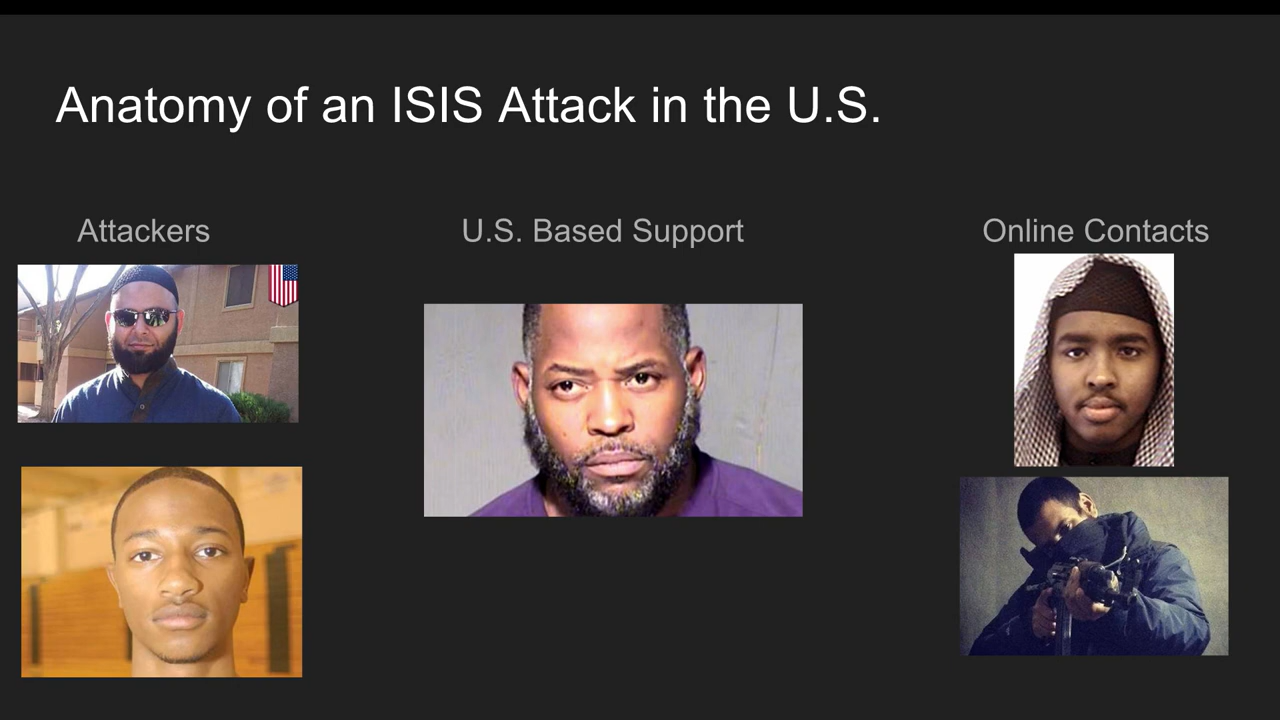 Anatomy of an ISIS Attack in the U.S.
Attackers
U.S. Based Support
Online Contacts